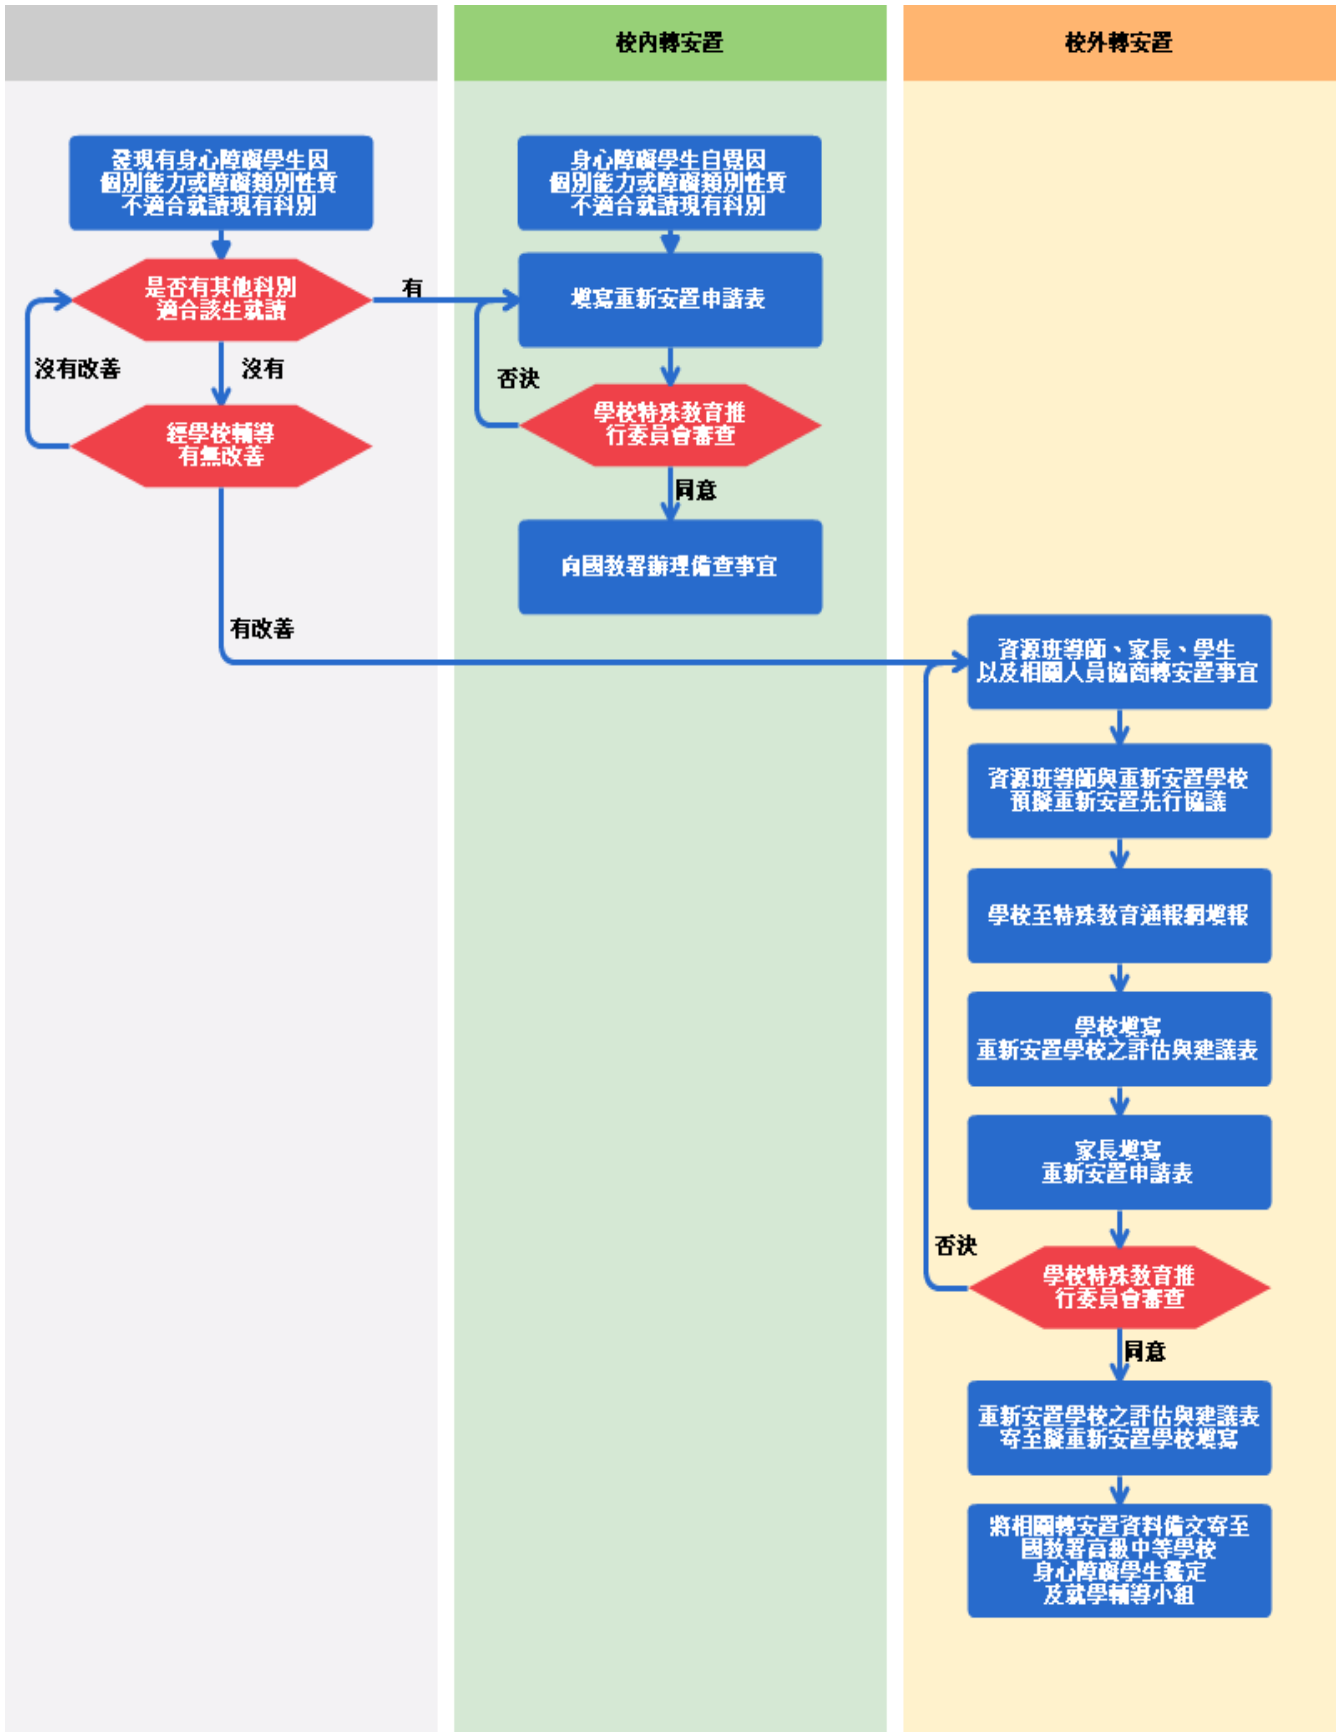 校內轉安置
校外轉安置
發現有身心障礙學生因
個別能力或障礙類別性質
不適合就讀現有科別
是否有其他科別
適合該生就讀
有
沒有改善
沒有
經學校輔導
有無改善
有改善
身心障礙學生自覺因
個別能力或障礙類別性質
不適合就讀現有科別
填寫重新安置申請表
否決
學校特殊教育推
行委員會審查
同意
向國教署辦理備查事宜
資源班導師、家長、學生
以及相關人員協商轉安置事宜
資源班導師與重新安置學校
預擬重新安置先行協議
學校至特殊教育通報網填報
學校填寫
重新安置學校之評估與建議表
家長填寫
重新安置申請表
否決
學校特殊教育推
行委員會審查
同意
重新安置學校之評估與建議表
寄至擬重新安置學校填寫
將相關轉安置資料備文寄至
國教署高級中等學校
身心障礙學生鑑定
及就學輔導小組